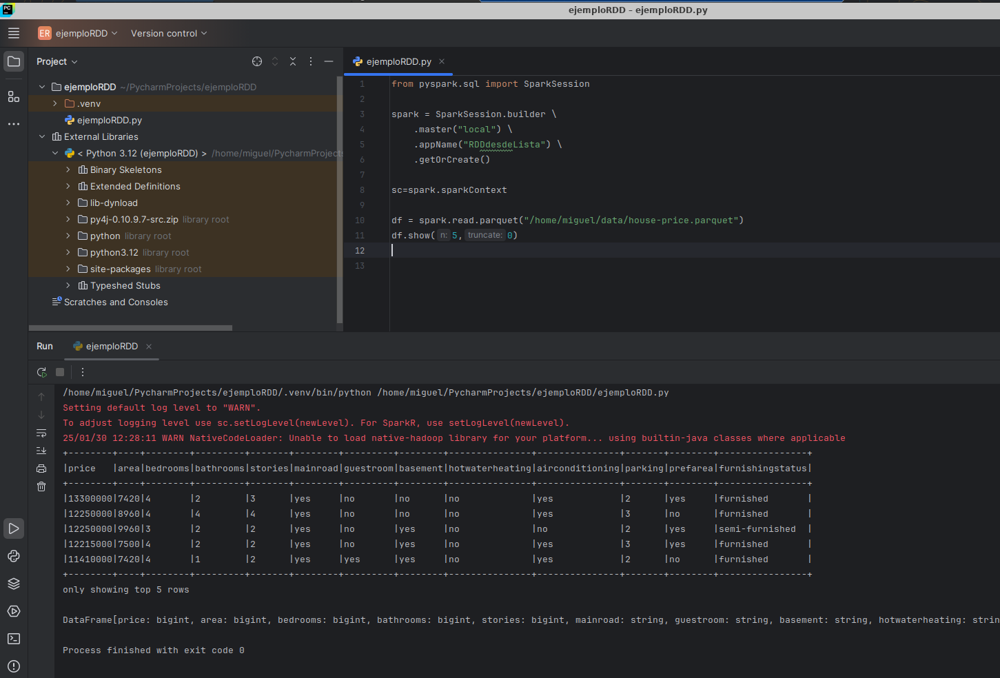 PC
ejemploRDD – ejemploRDD.py
ER ejemploRDD Version control
Project
ejemploRDD ~/PycharmProjects/ejemploRDD
.venv
ejemploRDD.py
External Libraries
< Python 3.12 (ejemploRDD) > /home/miguel/PycharmProjects
Binary Skeletons
Extended Definitions
lib-dynload
py4j-0.10.9.7-src.zip library root
python library root
python3.12 library root
site-packages library root
Typeshed Stubs
Scratches and Consoles
ejemploRDD.py
1 from pyspark.sql import SparkSession
2
3 spark = SparkSession.builder \
4 .master("local") \
5 .appName("RDDdesdeLista") \
6 .getOrCreate()
7
8 sc=spark.sparkContext
9
10 df = spark.read.parquet("/home/miguel/data/house-price.parquet")
11 df.show( n: 5, truncate: 0)
12
13
Run ejemploRDD
/home/miguel/PycharmProjects/ejemploRDD/.venv/bin/python /home/miguel/PycharmProjects/ejemploRDD/ejemploRDD.py
Setting default log level to "WARN".
To adjust logging level use sc.setLogLevel(newLevel). For SparkR, use setLogLevel(newLevel).
25/01/30 12:28:11 WARN NativeCodeLoader: Unable to load native-hadoop library for your platform... using builtin-java classes where applicable
+--------+----+--------+---------+-------+--------+---------+--------+---------------+---------------+-------+--------+----------------+
|price   |area|bedrooms|bathrooms|stories|mainroad|guestroom|basement|hotwaterheating|airconditioning|parking|prefarea|furnishingstatus|
+--------+----+--------+---------+-------+--------+---------+--------+---------------+---------------+-------+--------+----------------+
|13300000|7420|4       |2        |3      |yes     |no       |no      |no             |yes            |2      |yes     |furnished       |
|12250000|8960|4       |4        |4      |yes     |no       |no      |no             |yes            |3      |no      |furnished       |
|12250000|9960|3       |2        |2      |yes     |no       |yes     |no             |no             |2      |yes     |semi-furnished  |
|12215000|7500|4       |2        |2      |yes     |no       |yes     |no             |yes            |3      |yes     |furnished       |
|11410000|7420|4       |1        |2      |yes     |yes      |yes     |no             |yes            |2      |no      |furnished       |
+--------+----+--------+---------+-------+--------+---------+--------+---------------+---------------+-------+--------+----------------+
only showing top 5 rows
DataFrame[price: bigint, area: bigint, bedrooms: bigint, bathrooms: bigint, stories: bigint, mainroad: string, guestroom: string, basement: string, hotwaterheating: strin
Process finished with exit code 0